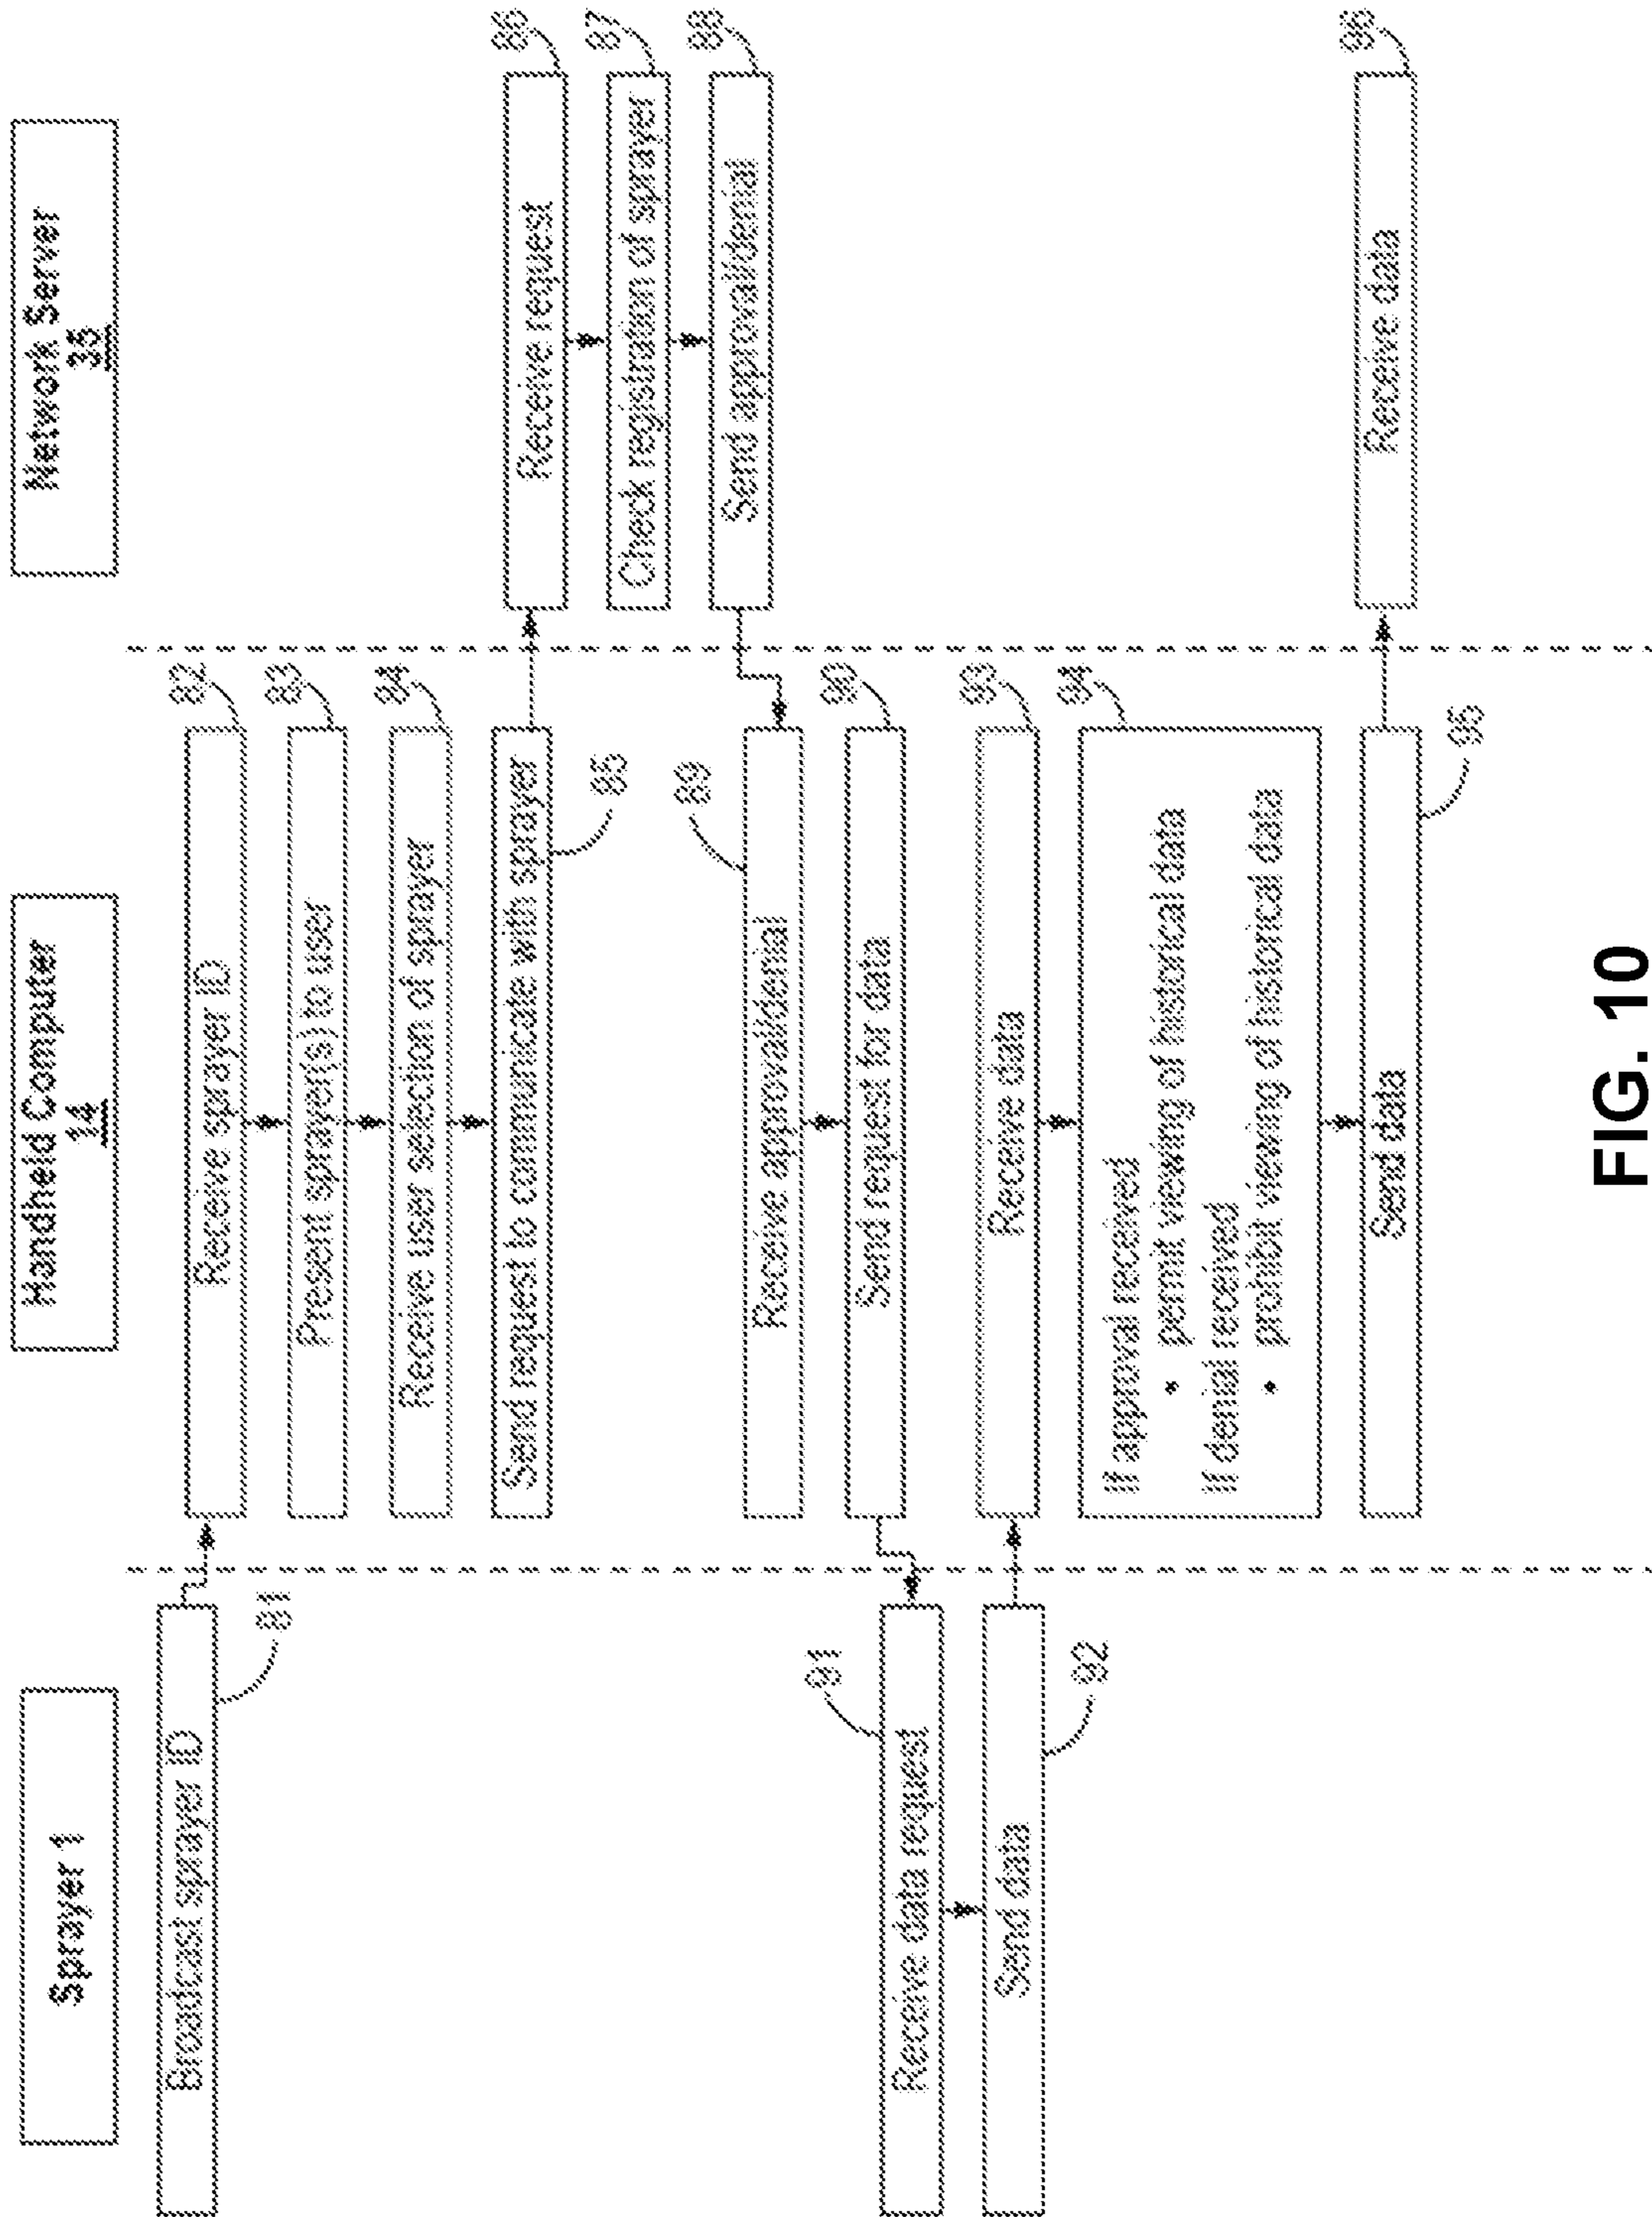 Sprayer 1
Handheld Computer
14
Network Server
35
Broadcast sprayer ID
81
Receive sprayer ID
82
Present sprayer(s) to user
83
Receive user selection of sprayer
84
Send request to communicate with sprayer
85
Receive request
86
Check registration of sprayer
87
Send approval/denial
88
Receive approval/denial
89
Send request for data
90
Receive data request
91
Send data
92
Receive data
93
If approval received
• permit viewing of historical data
If denial received
• prohibit viewing of historical data
94
Send data
95
Receive data
96
FIG. 10